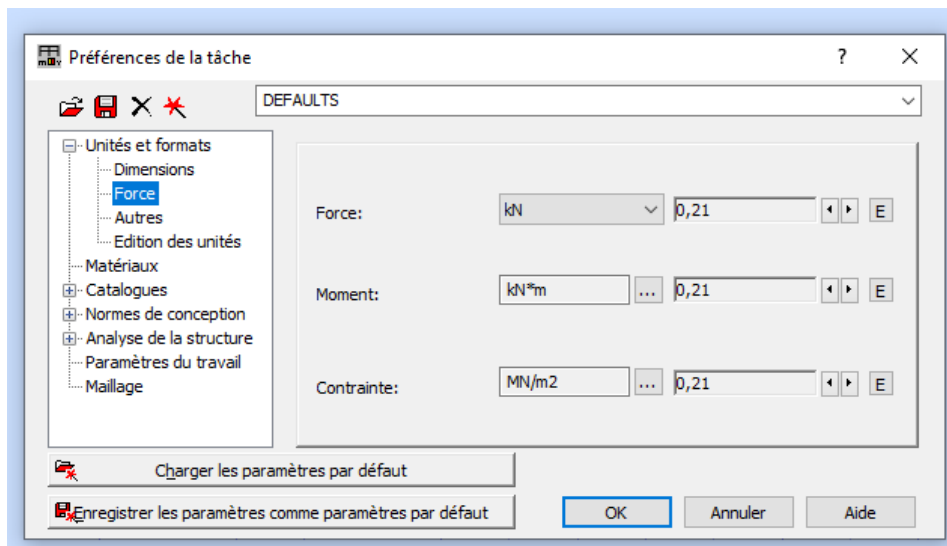 Préférences de la tâche
?
DEFAULTS
Unités et formats
Dimensions
Force
Autres
Edition des unités
Matériaux
Catalogues
Normes de conception
Analyse de la structure
Paramètres du travail
Maillage
Force: kN 0,21 E
Moment: kN*m ... 0,21 E
Contrainte: MN/m2 ... 0,21 E
Charger les paramètres par défaut
Enregistrer les paramètres comme paramètres par défaut
OK Annuler Aide